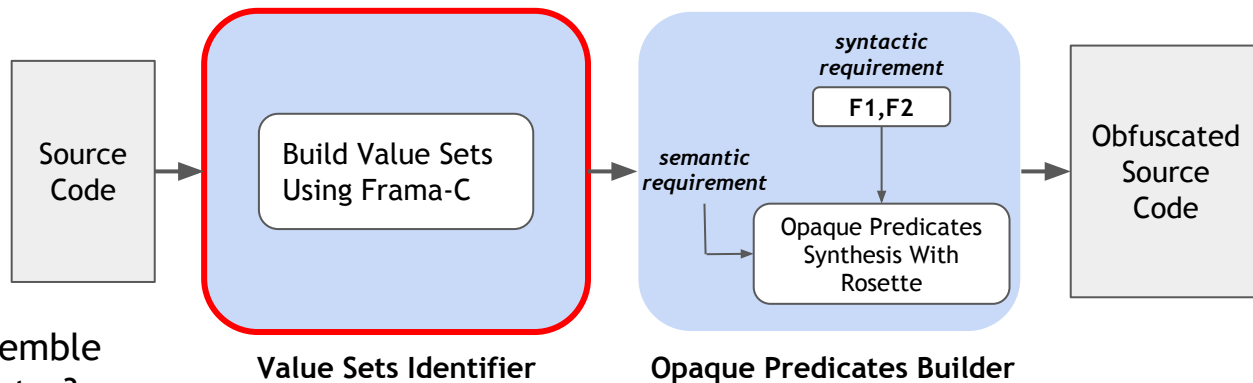 Source
Code
Build Value Sets
Using Frama-C
Value Sets Identifier
syntactic
requirement
F1,F2
semantic
requirement
Opaque Predicates
Synthesis With
Rosette
Opaque Predicates Builder
Obfuscated
Source
Code